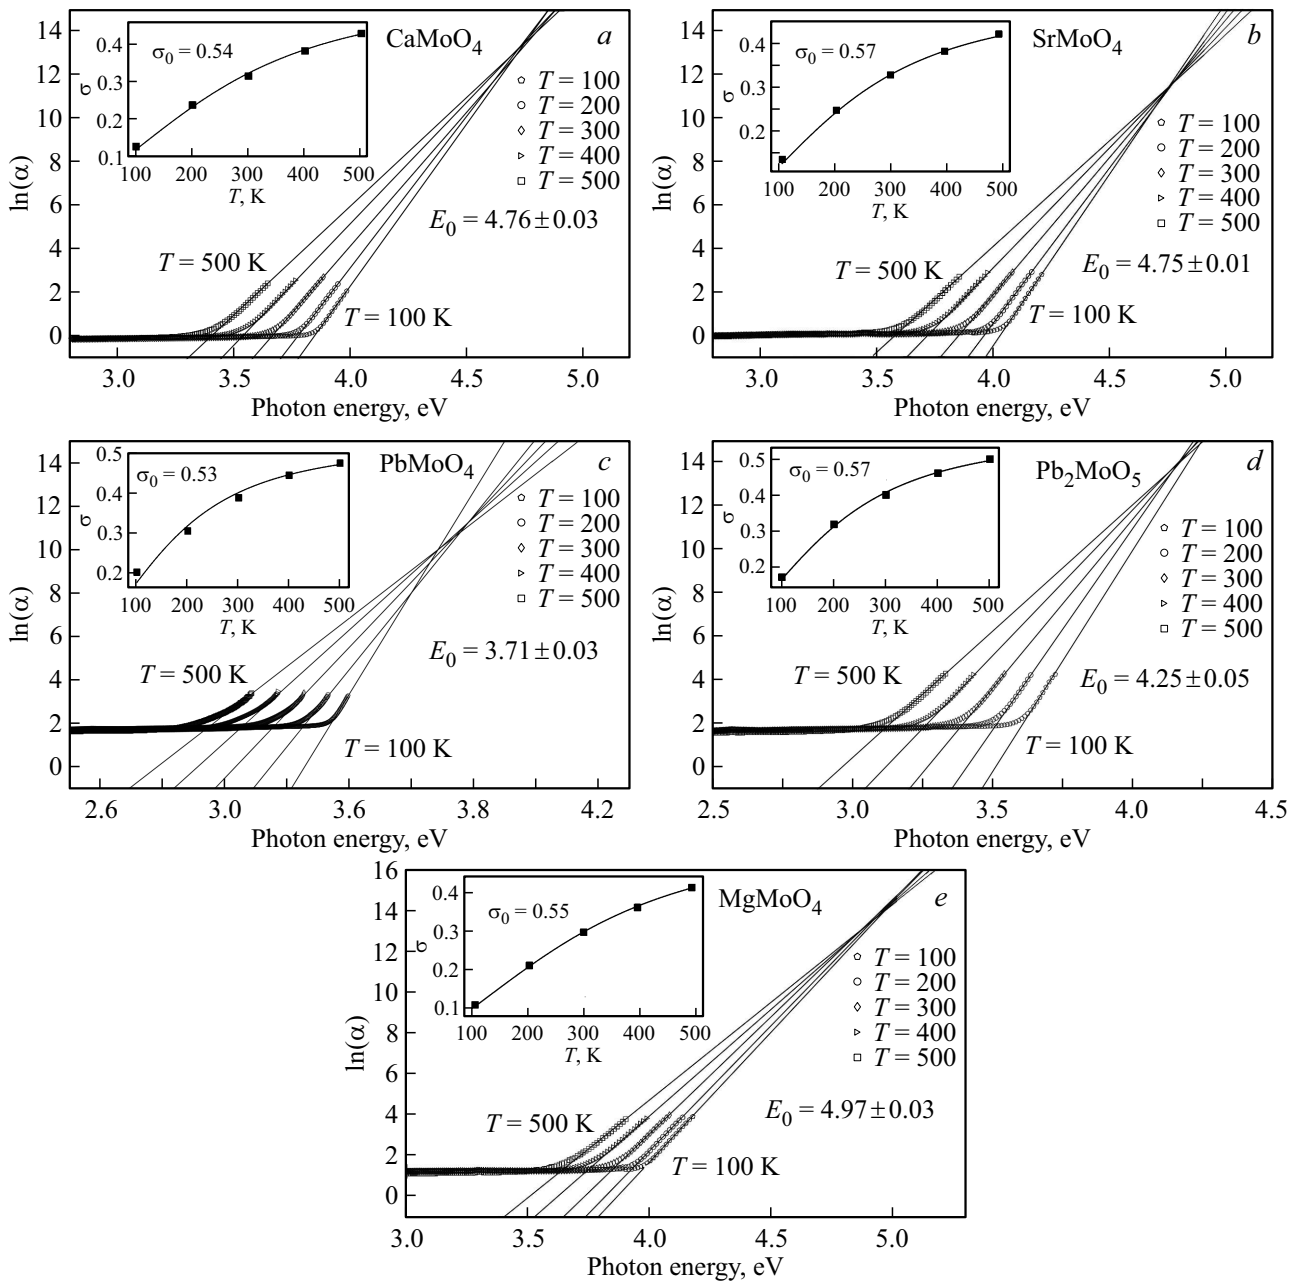 CaMoO4
a
σ0 = 0.54
σ
0.4
0.3
0.2
0.1
100 200 300 400 500
T, K
T = 100
T = 200
T = 300
T = 400
T = 500
E0 = 4.76 ± 0.03
T = 500 K
T = 100 K
ln(α)
14
12
10
8
6
4
2
0
3.0 3.5 4.0 4.5 5.0
Photon energy, eV
SrMoO4
b
σ0 = 0.57
σ
0.4
0.3
0.2
100 200 300 400 500
T, K
T = 100
T = 200
T = 300
T = 400
T = 500
E0 = 4.75 ± 0.01
T = 500 K
T = 100 K
ln(α)
14
12
10
8
6
4
2
0
3.0 3.5 4.0 4.5 5.0
Photon energy, eV
PbMoO4
c
σ0 = 0.53
σ
0.5
0.4
0.3
0.2
100 200 300 400 500
T, K
T = 100
T = 200
T = 300
T = 400
T = 500
E0 = 3.71 ± 0.03
T = 500 K
T = 100 K
ln(α)
14
12
10
8
6
4
2
0
2.6 3.0 3.6 3.8 4.2
Photon energy, eV
Pb2MoO5
d
σ0 = 0.57
σ
0.5
0.4
0.3
0.2
100 200 300 400 500
T, K
T = 100
T = 200
T = 300
T = 400
T = 500
E0 = 4.25 ± 0.05
T = 500 K
T = 100 K
ln(α)
14
12
10
8
6
4
2
0
2.5 3.0 3.5 4.0 4.5
Photon energy, eV
MgMoO4
e
σ0 = 0.55
σ
0.4
0.3
0.2
0.1
100 200 300 400 500
T, K
T = 100
T = 200
T = 300
T = 400
T = 500
E0 = 4.97 ± 0.03
T = 500 K
T = 100 K
ln(α)
16
14
12
10
8
6
4
2
0
3.0 3.5 4.0 4.5 5.0
Photon energy, eV